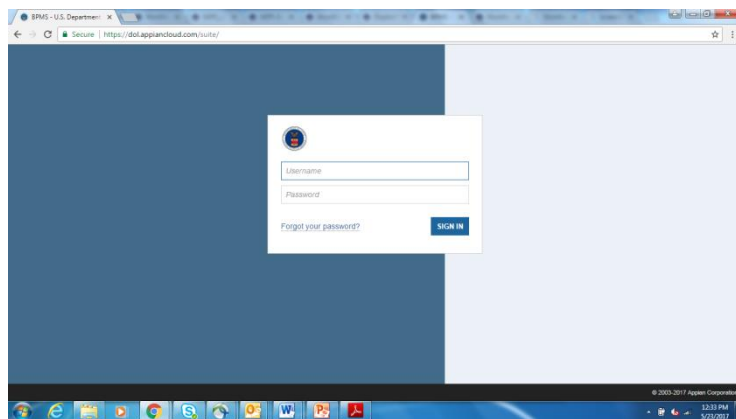 BPMS - U.S. Departmen
Secure | https://dol.appiancloud.com/suite/
Username
Password
Forgot your password?
SIGN IN
© 2003-2017 Appian Corporation
12:33 PM
5/23/2017